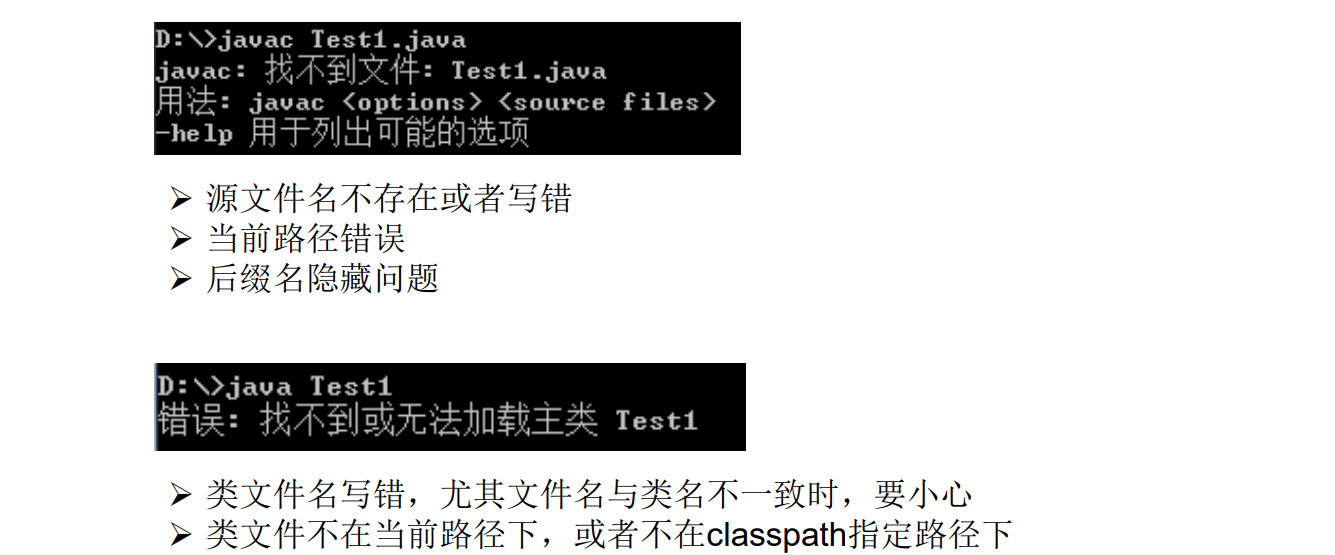 D:\>javac Test1.java
javac: 找不到文件: Test1.java
用法: javac <options> <source files>
-help 用于列出可能的选项
➢ 源文件名不存在或者写错
➢ 当前路径错误
➢ 后缀名隐藏问题
D:\>java Test1
错误: 找不到或无法加载主类 Test1
➢ 类文件名写错，尤其文件名与类名不一致时，要小心
➢ 类文件不在当前路径下，或者不在classpath指定路径下